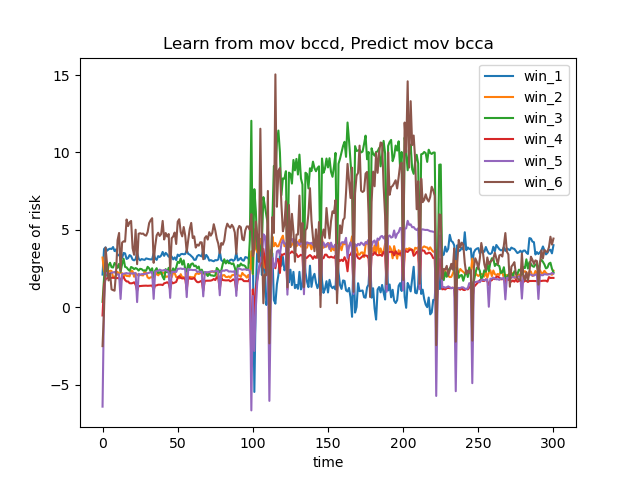 Learn from mov bccd, Predict mov bcca
degree of risk
15
10
5
0
−5
win_1
win_2
win_3
win_4
win_5
win_6
0 50 100 150 200 250 300
time